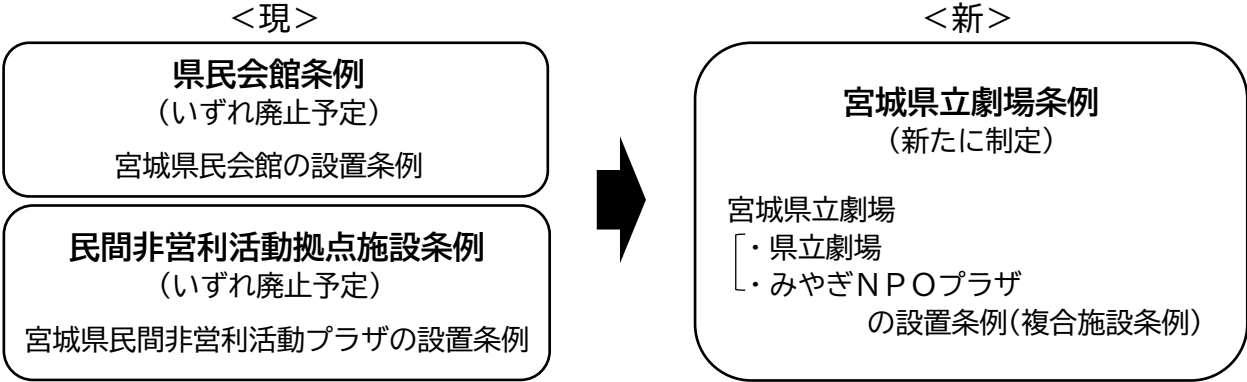 ＜現＞
県民会館条例
（いずれ廃止予定）
宮城県民会館の設置条例
民間非営利活動拠点施設条例
（いずれ廃止予定）
宮城県民間非営利活動プラザの設置条例
＜新＞
宮城県立劇場条例
（新たに制定）
宮城県立劇場
・県立劇場
・みやぎＮＰＯプラザ
の設置条例（複合施設条例）